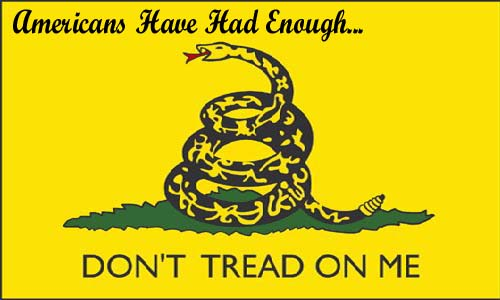 Americans Have Had Enough...
DON'T TREAD ON ME